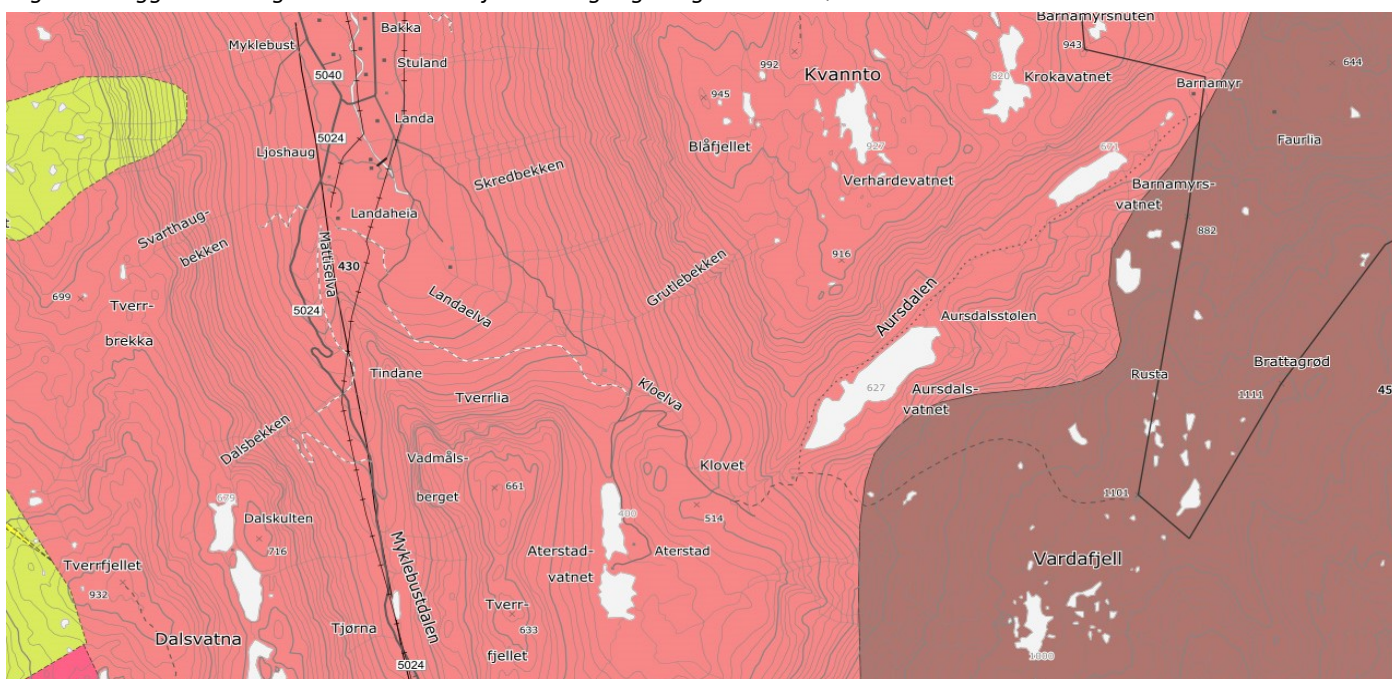 Barnamyrsnuten
Bakka
943
Myklebust
Stuland
992
Kvannto
5040
820
Krokavatnet
644
Barnamyr
945
Landa
5024
Faurlia
Ljoshaug
Blåfjellet
927
671
Skredbekken
Verhardevatnet
Barnamyrs-
vatnet
Landaheia
Svarthaug-
bekken
882
916
Mattiselva
430
Grutlebekken
699
Tverr-
brekka
5024
Landaelva
Aursdalen
Aursdalsstølen
Tindane
Brattagrød
Rusta
Kloelva
627
Aursdals-
vatnet
1111
45
Tverrlia
Dalsbekken
Vadmåls-
berget
Klovet
661
1101
679
400
514
Dalskulten
716
Aterstad-
vatnet
Aterstad
Vardafjell
Tverrfjellet
932
Myklebustdalen
Tverr-
fjellet
633
Tjørna
Dalsvatna
1000
5024